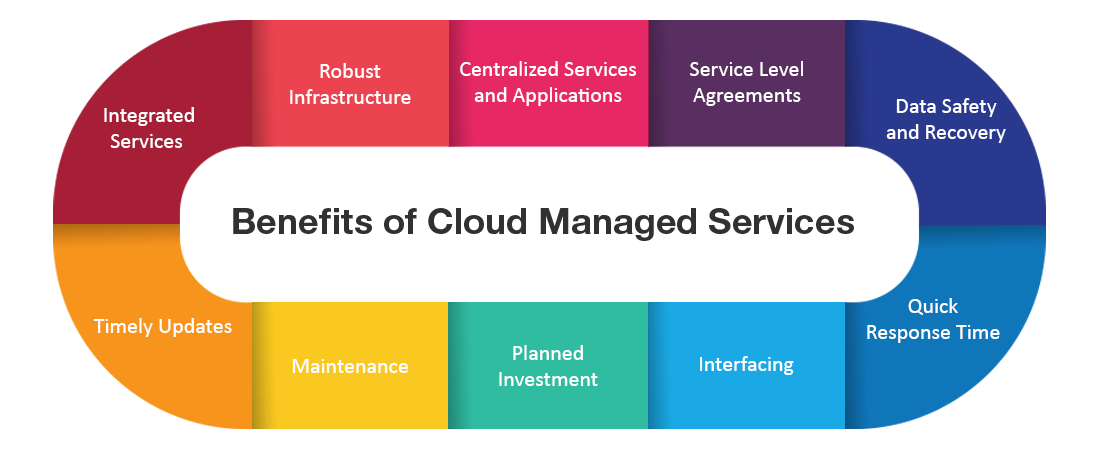 Integrated
Services
Robust
Infrastructure
Centralized Services
and Applications
Service Level
Agreements
Data Safety
and Recovery
Benefits of Cloud Managed Services
Timely Updates
Maintenance
Planned
Investment
Interfacing
Quick
Response Time